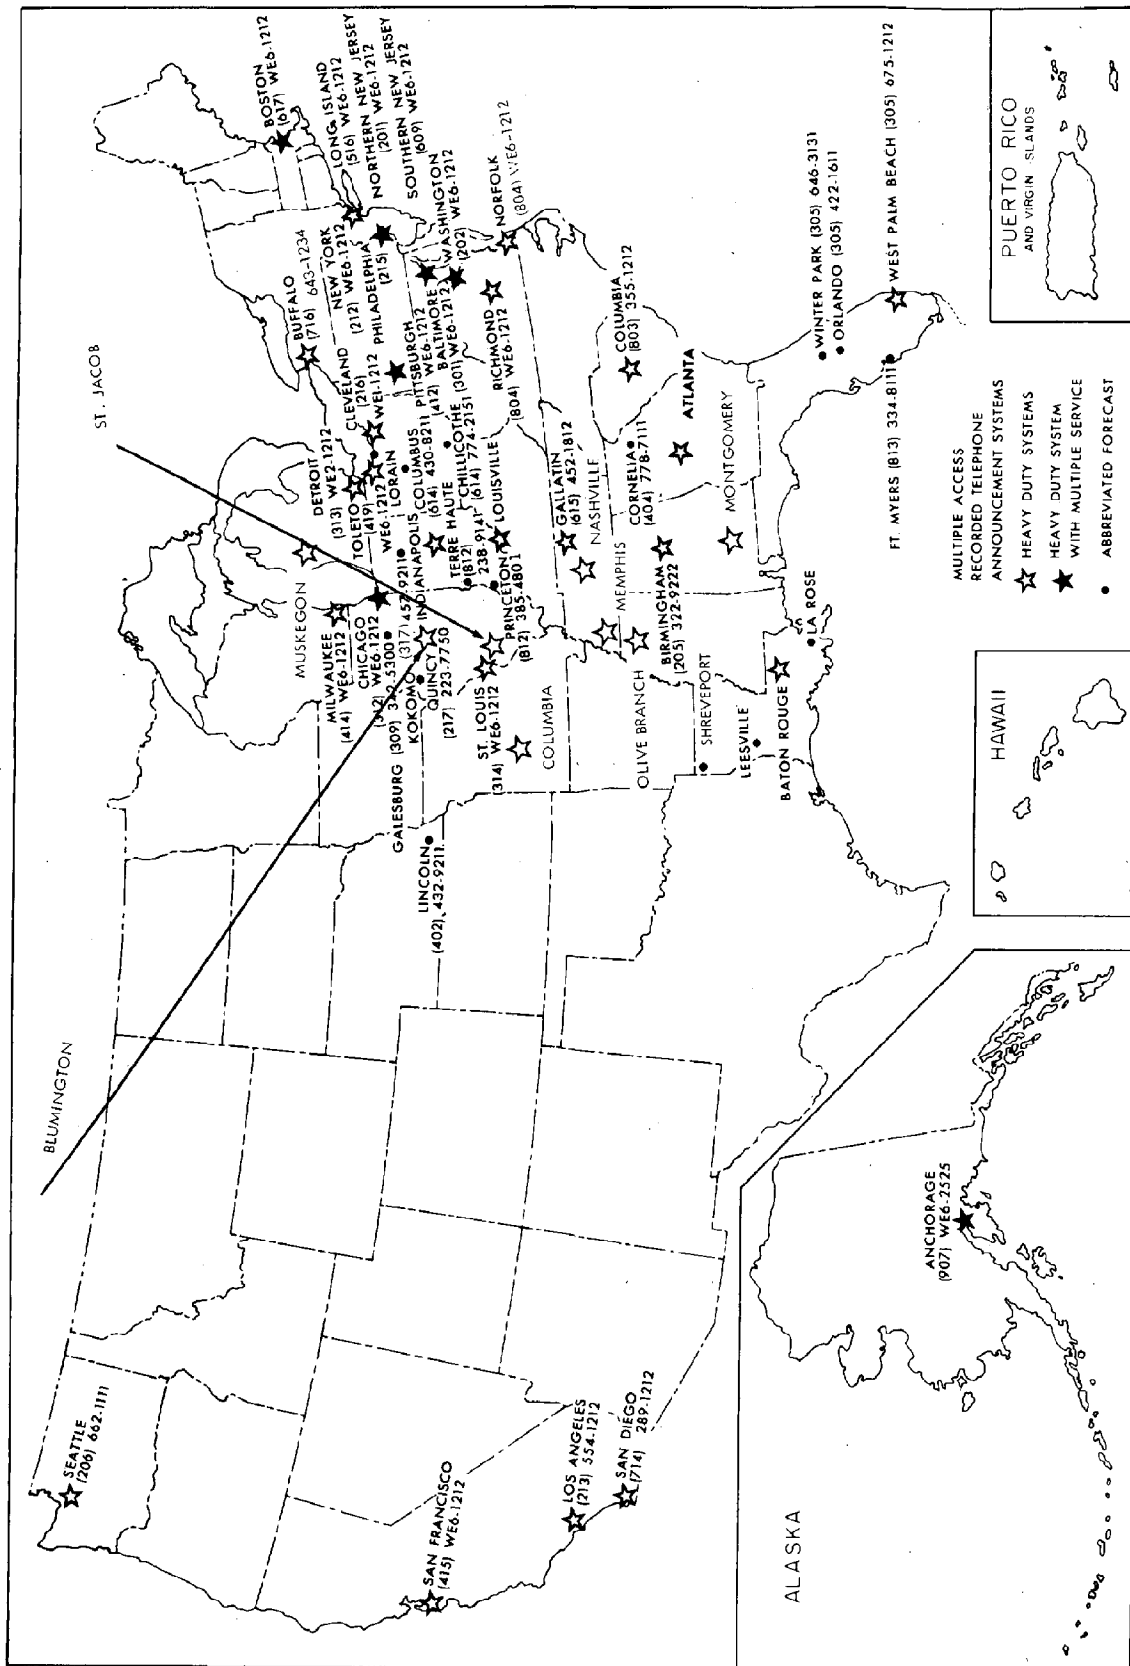 BLUMINGTON
ST. JACOB
SEATTLE
(206) 662-1111
SAN FRANCISCO
(415) WE6-1212
LOS ANGELES
(213) 554-1212
SAN DIEGO
(714) 289-1212
LINCOLN
(402) 432-9211
MUSKEGON
MILWAUKEE
(414) WE6-1212
CHICAGO
(312) WE6-1212
GALESBURG (309) 342-5300
KOKOMO (317) 457-9211
QUINCY
(217) 223-7750
INDIANAPOLIS
ST. LOUIS
(314) WE6-1212
COLUMBIA
DETROIT
(313) WE2-1212
TOLETO
(419)
WE6-1212
LORAIN
CLEVELAND
(216)
WE1-1212
COLUMBUS
(614) 430-8211
CHILLICOTHE
(614) 774-2151
TERRE HAUTE
(812)
238-9141
PRINCETON
(812) 385-4801
LOUISVILLE
BUFFALO
(716) 643-1234
NEW YORK
(212) WE6-1212
PHILADELPHIA
(215)
PITTSBURGH
(412) WE6-1212
BALTIMORE
(301) WE6-1212
BOSTON
(617) WE6-1212
LONG ISLAND
(516) WE6-1212
NORTHERN NEW JERSEY
(201) WE6-1212
SOUTHERN NEW JERSEY
(609) WE6-1212
WASHINGTON
(202) WE6-1212
RICHMOND
(804) WE6-1212
NORFOLK
(804) WE6-1212
GALLATIN
(615) 452-1812
NASHVILLE
MEMPHIS
OLIVE BRANCH
BIRMINGHAM
(205) 322-9222
CORNELIA
(404) 778-7111
COLUMBIA
(803) 355-1212
ATLANTA
MONTGOMERY
SHREVEPORT
LEESVILLE
BATON ROUGE
LA ROSE
WINTER PARK (305) 646-3131
ORLANDO (305) 422-1611
WEST PALM BEACH (305) 675-1212
FT. MYERS (813) 334-8111
ALASKA
ANCHORAGE
(907) WE6-2525
HAWAII
MULTIPLE ACCESS
RECORDED TELEPHONE
ANNOUNCEMENT SYSTEMS
HEAVY DUTY SYSTEMS
HEAVY DUTY SYSTEM
WITH MULTIPLE SERVICE
ABBREVIATED FORECAST
PUERTO RICO
AND VIRGIN ISLANDS